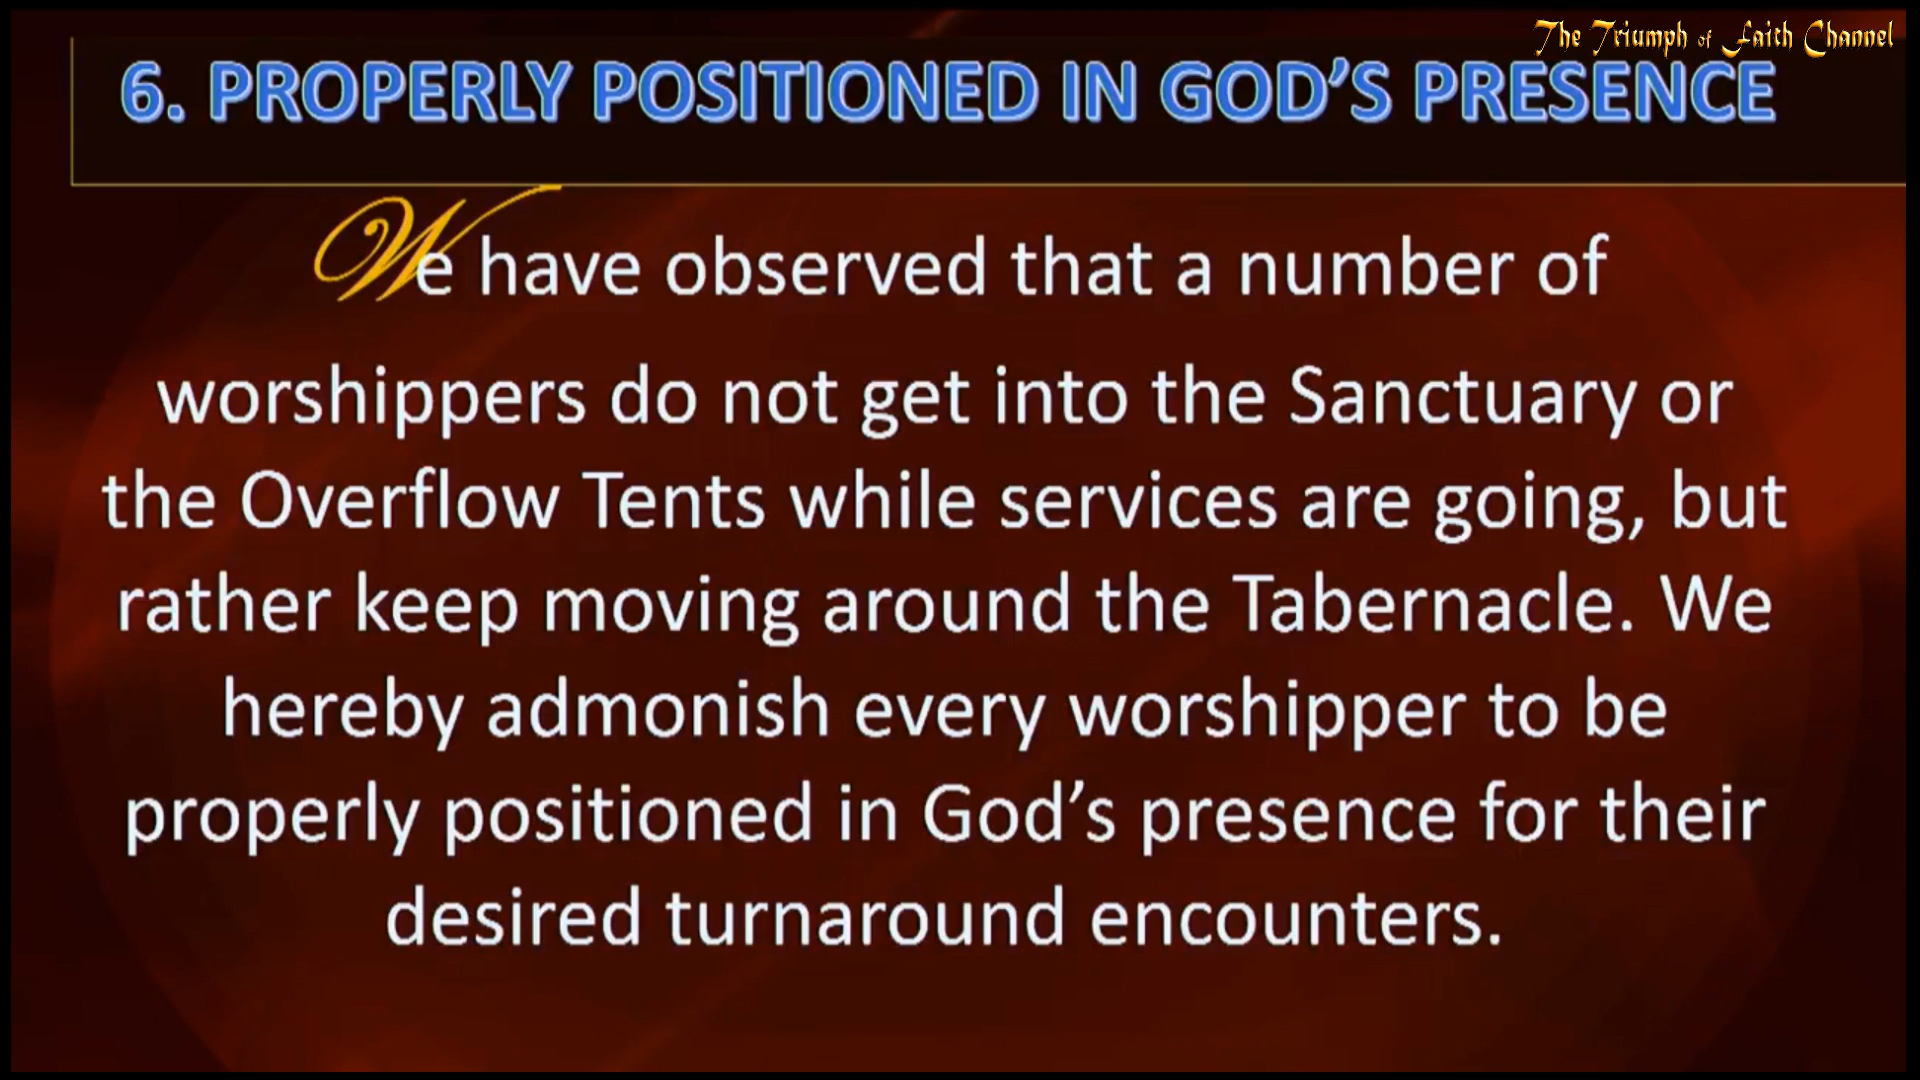 The Triumph of Faith Channel
6. PROPERLY POSITIONED IN GOD’S PRESENCE
We have observed that a number of
worshippers do not get into the Sanctuary or
the Overflow Tents while services are going, but
rather keep moving around the Tabernacle. We
hereby admonish every worshipper to be
properly positioned in God’s presence for their
desired turnaround encounters.